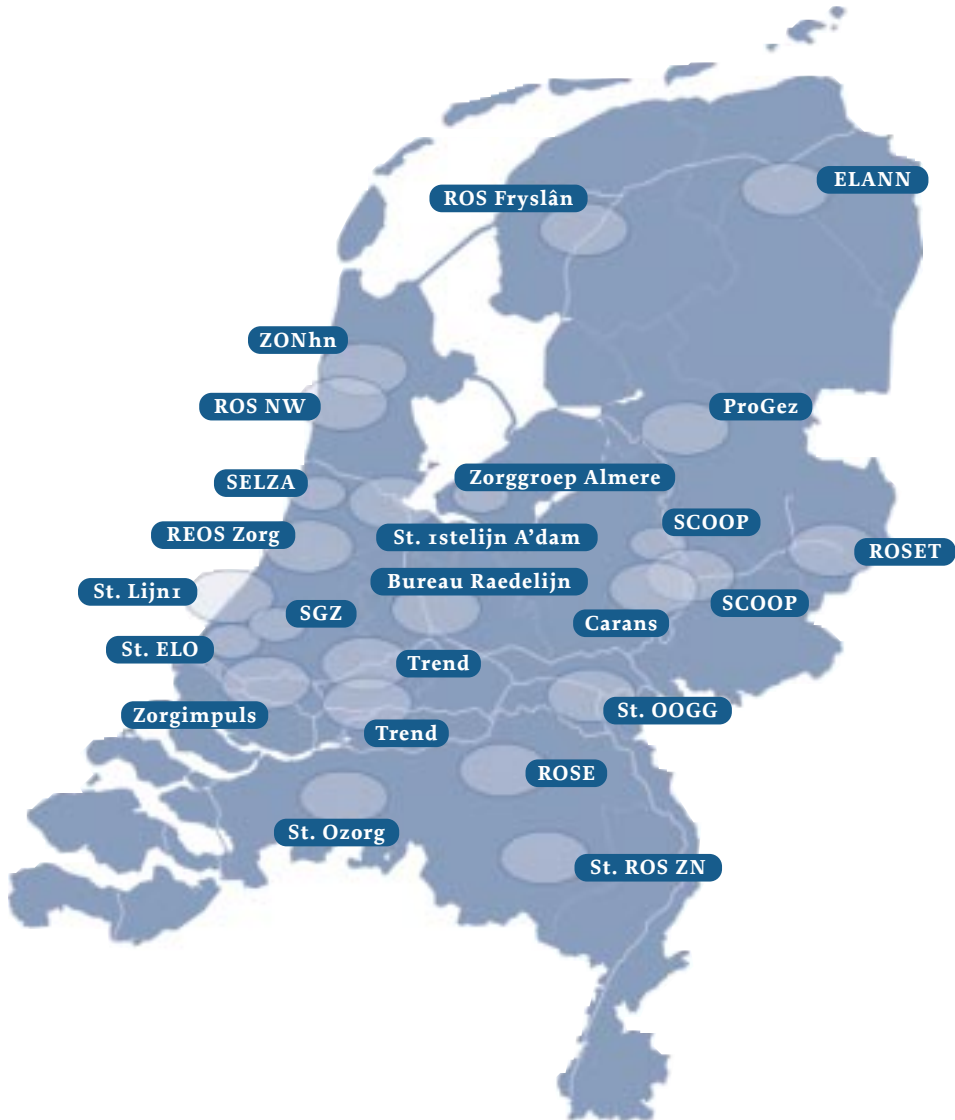 ELANN
ROS Fryslân
ZONhn
ROS NW
ProGez
SELZA
Zorggroep Almere
REOS Zorg
St. 1stelijn A'dam
SCOOP
ROSET
St. Lijn1
Bureau Raedelijn
SGZ
Carans
SCOOP
St. ELO
Trend
Zorgimpuls
St. OOGG
Trend
ROSE
St. Ozorg
St. ROS ZN